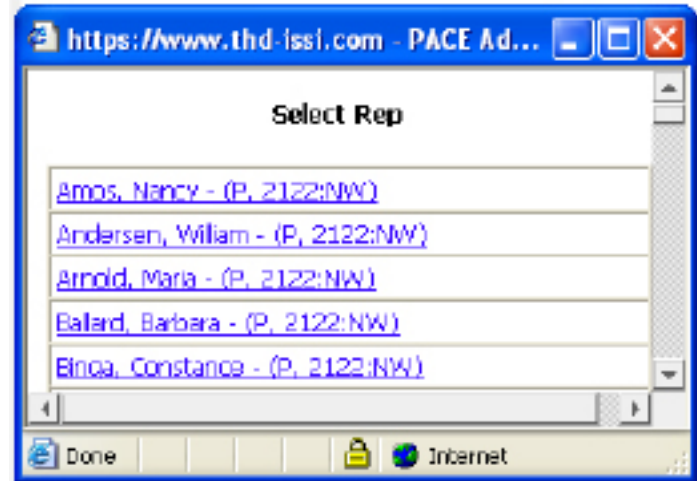 https://www.thd-issi.com - PACE Ad...
Select Rep
Amos, Nancy - (P, 2122:NW)
Andersen, William - (P, 2122:NW)
Arnold, Maria - (P, 2122:NW)
Ballard, Barbara - (P, 2122:NW)
Binga, Constance - (P, 2122:NW)
Done
Internet